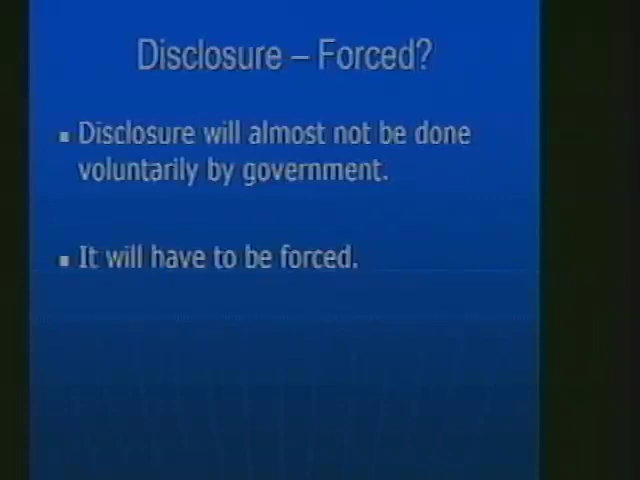 Disclosure – Forced?
Disclosure will almost not be done
voluntarily by government.
It will have to be forced.